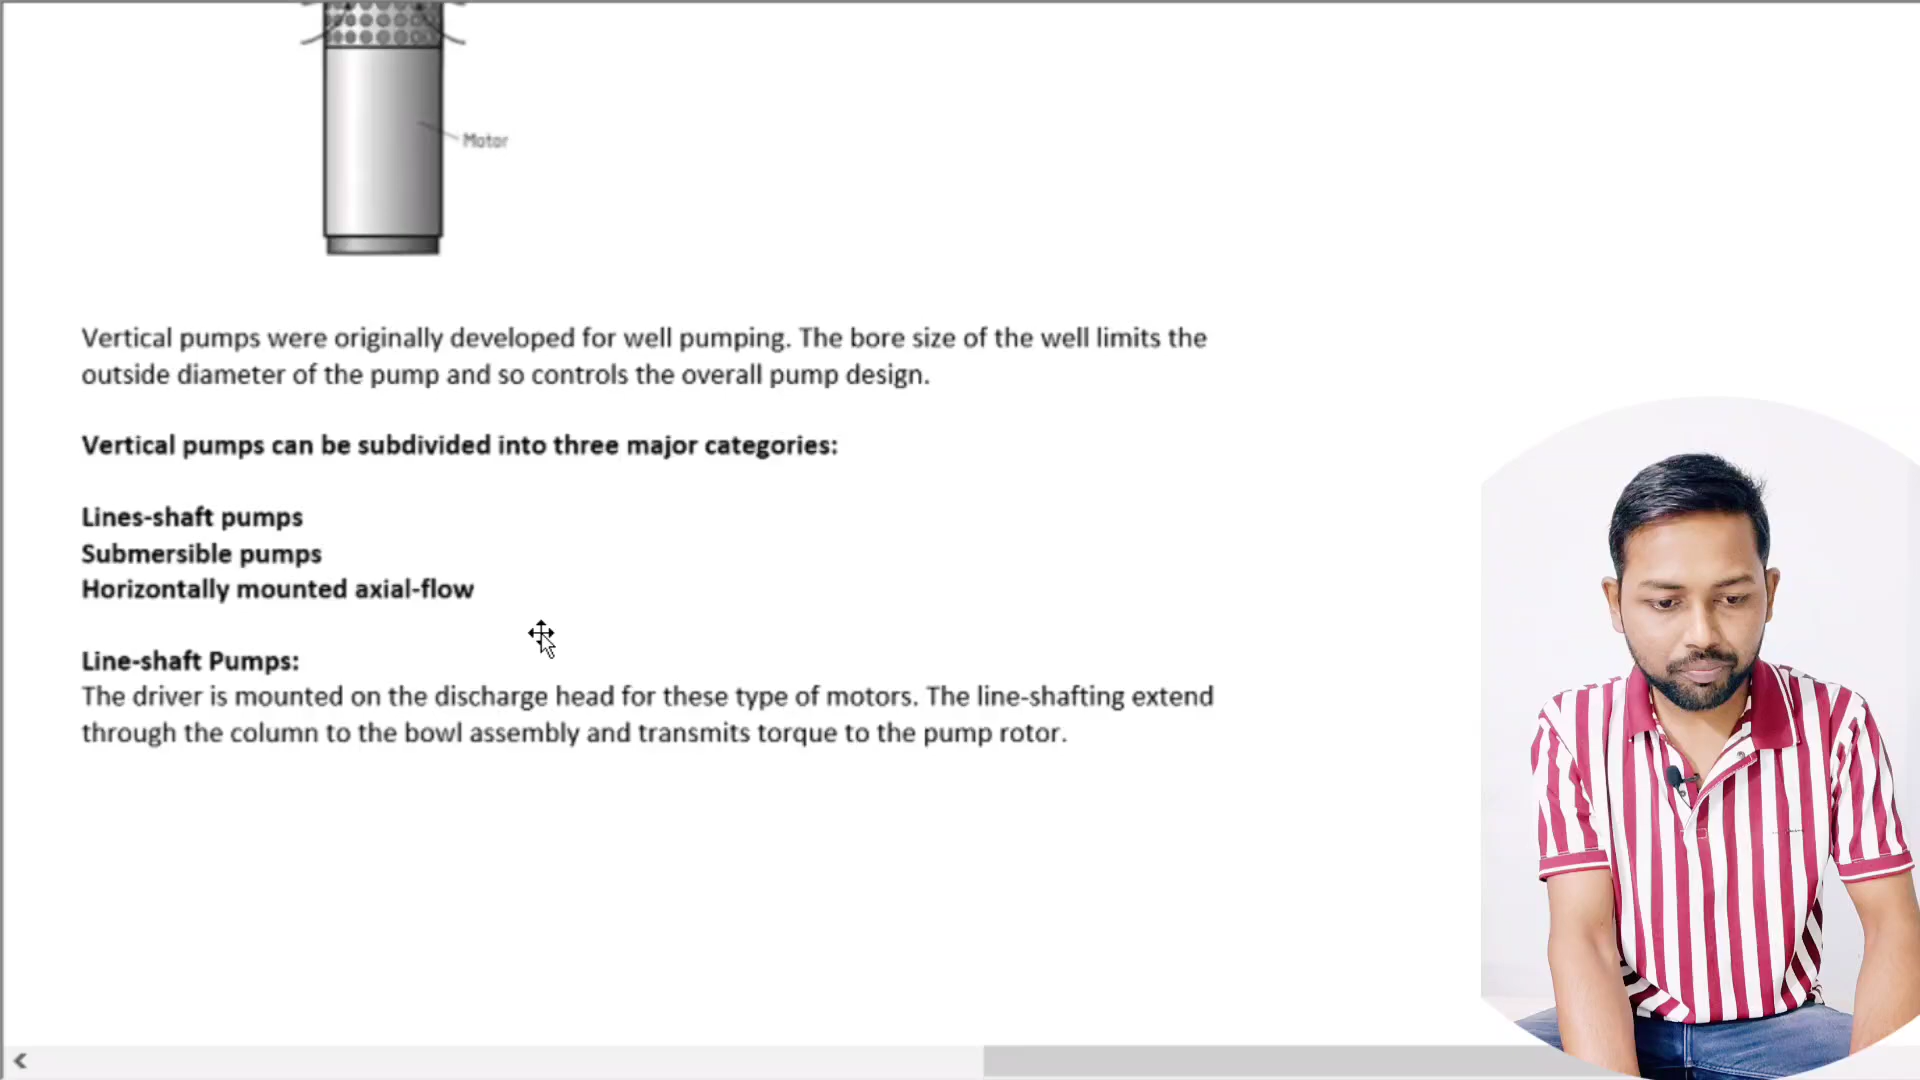 Motor
Vertical pumps were originally developed for well pumping. The bore size of the well limits the
outside diameter of the pump and so controls the overall pump design.
Vertical pumps can be subdivided into three major categories:
Lines-shaft pumps
Submersible pumps
Horizontally mounted axial-flow
Line-shaft Pumps:
The driver is mounted on the discharge head for these type of motors. The line-shafting extend
through the column to the bowl assembly and transmits torque to the pump rotor.